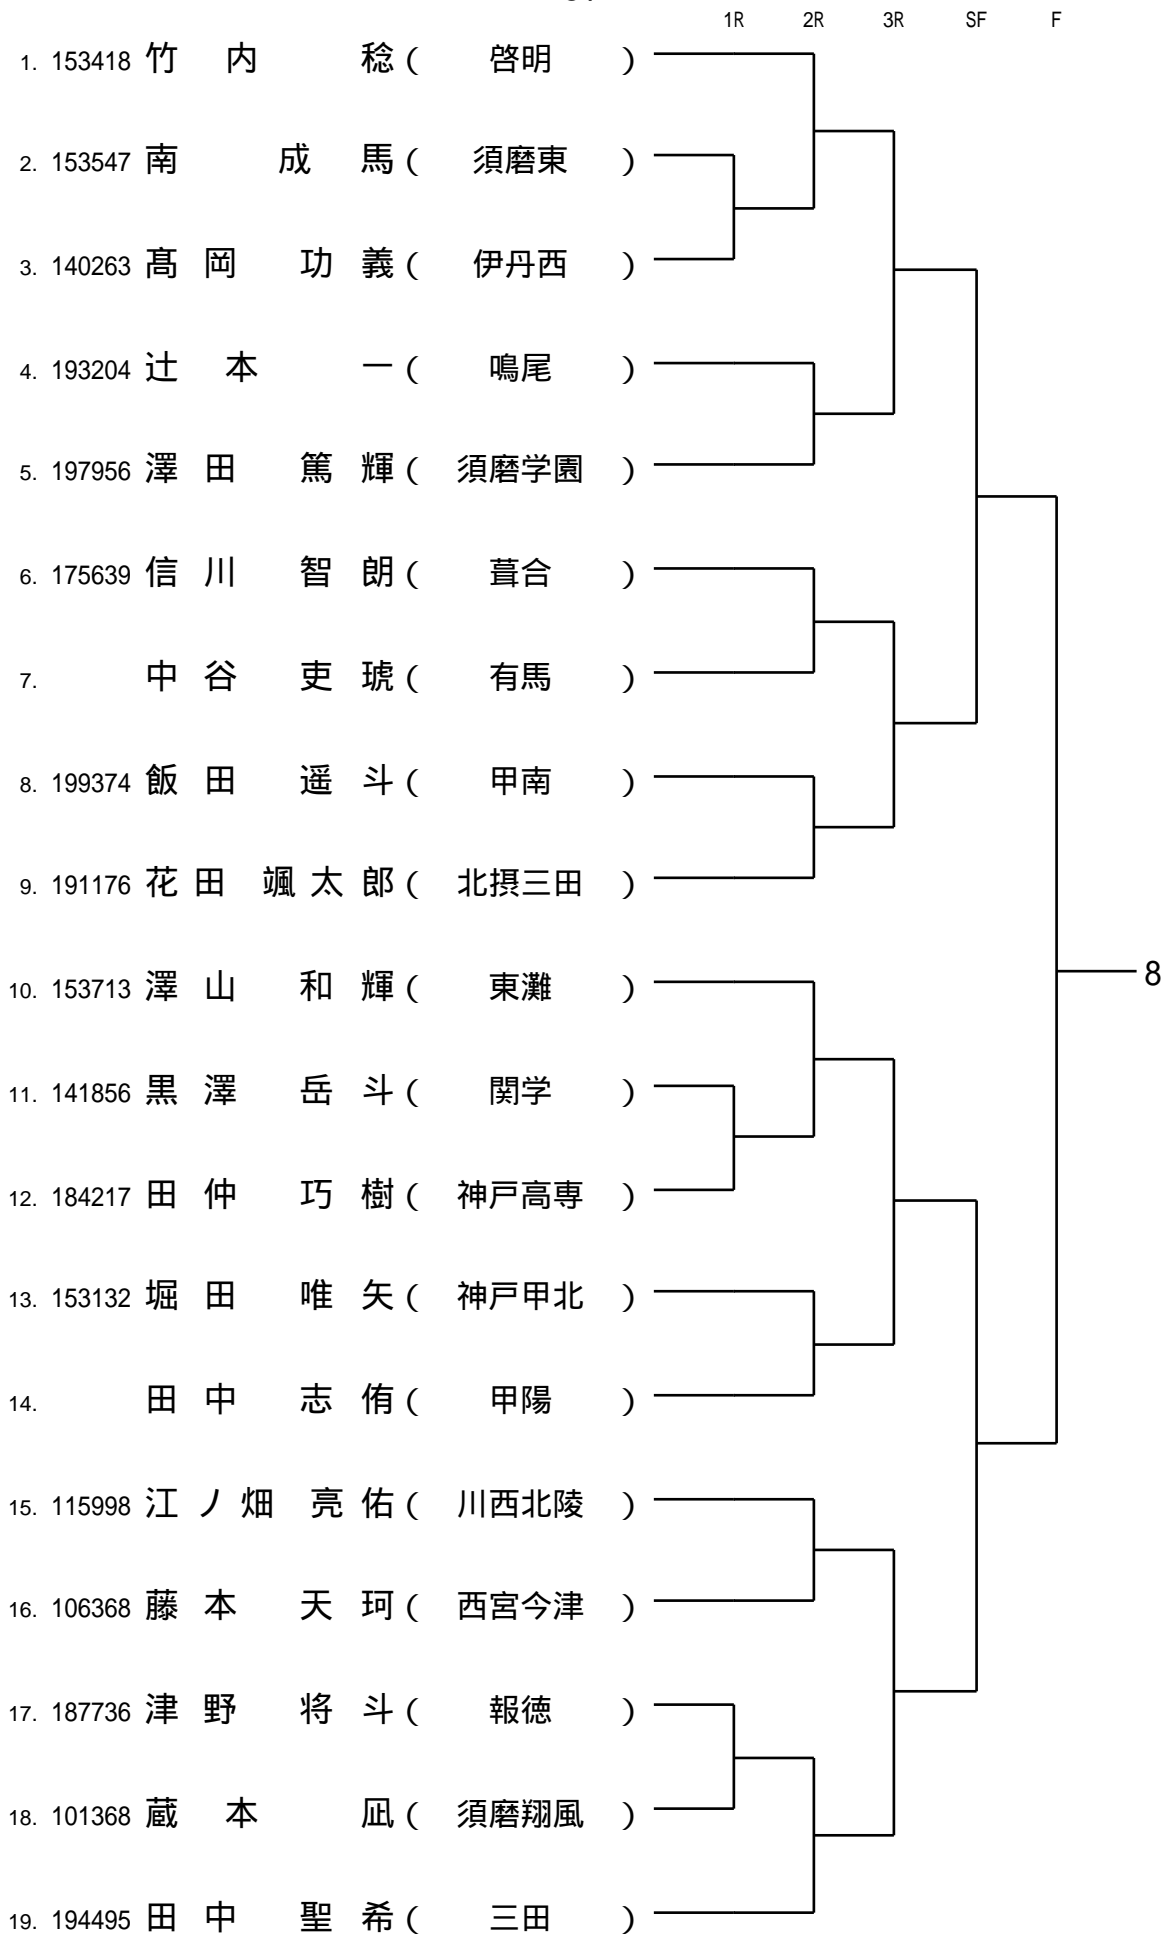 1R 2R 3R SF F
1. 153418 竹 内 稔 ( 啓明 )
2. 153547 南 成 馬 ( 須磨東 )
3. 140263 髙 岡 功 義 ( 伊丹西 )
4. 193204 辻 本 一 ( 鳴尾 )
5. 197956 澤 田 篤 輝 ( 須磨学園 )
6. 175639 信 川 智 朗 ( 葺合 )
7. 中 谷 吏 琥 ( 有馬 )
8. 199374 飯 田 遥 斗 ( 甲南 )
9. 191176 花 田 颯 太 郎 ( 北摂三田 )
8
10. 153713 澤 山 和 輝 ( 東灘 )
11. 141856 黒 澤 岳 斗 ( 関学 )
12. 184217 田 仲 巧 樹 ( 神戸高専 )
13. 153132 堀 田 唯 矢 ( 神戸甲北 )
14. 田 中 志 侑 ( 甲陽 )
15. 115998 江 ノ 畑 亮 佑 ( 川西北陵 )
16. 106368 藤 本 天 珂 ( 西宮今津 )
17. 187736 津 野 将 斗 ( 報徳 )
18. 101368 蔵 本 凪 ( 須磨翔風 )
19. 194495 田 中 聖 希 ( 三田 )